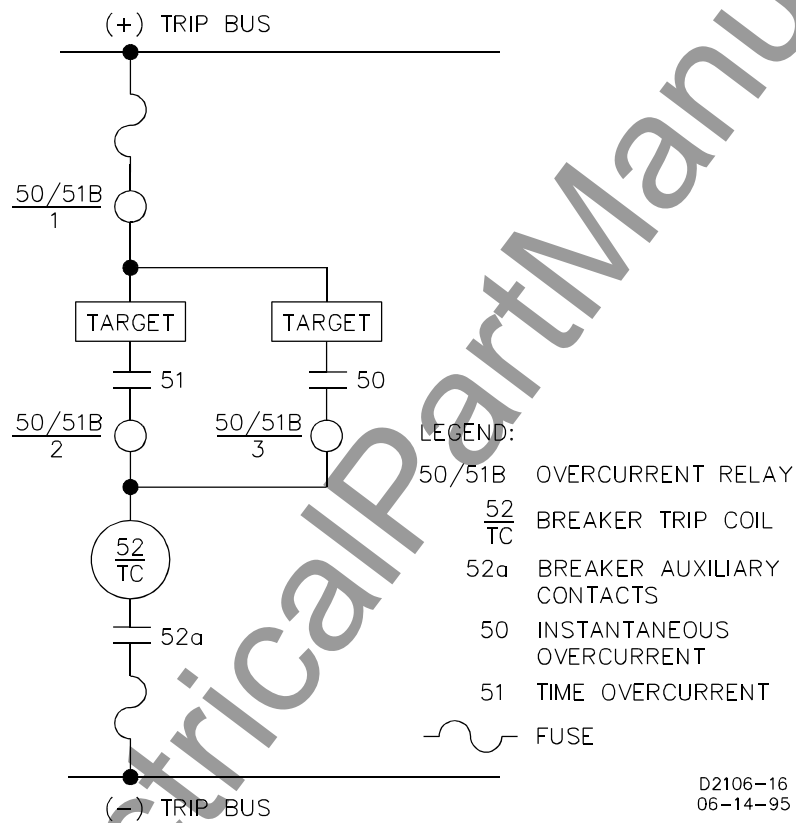 (+) TRIP BUS
50/51B
1
TARGET
TARGET
51
50
50/51B
2
50/51B
3
52
TC
52a
(-) TRIP BUS
LEGEND:
50/51B OVERCURRENT RELAY
52
TC BREAKER TRIP COIL
52a BREAKER AUXILIARY
CONTACTS
50 INSTANTANEOUS
OVERCURRENT
51 TIME OVERCURRENT
FUSE
D2106-16
06-14-95
ctricalPartManu